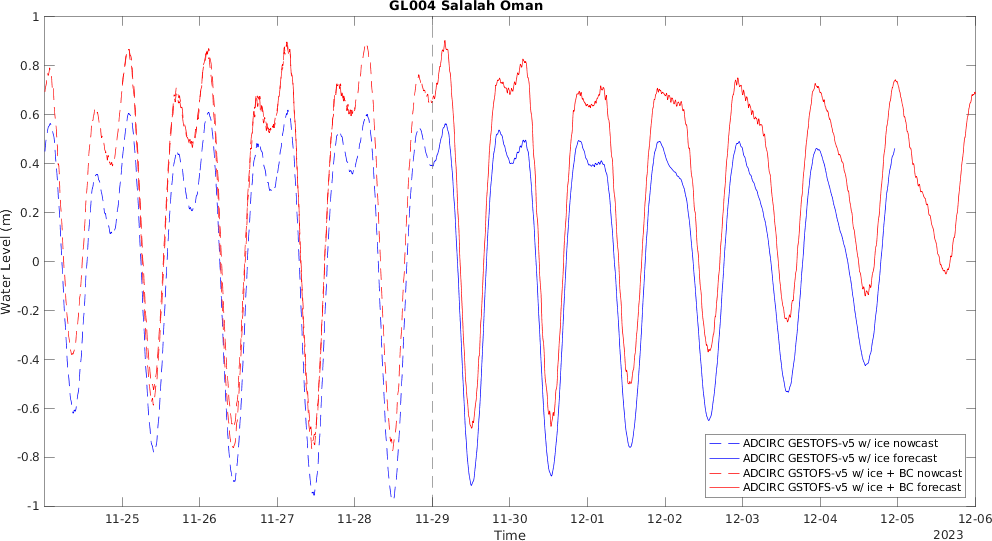 GL004 Salalah Oman
1
0.8
0.6
0.4
0.2
0
-0.2
-0.4
-0.6
-0.8
-1
Water Level (m)
ADCIRC GESTOFS-v5 w/ ice nowcast
ADCIRC GESTOFS-v5 w/ ice forecast
ADCIRC GSTOFS-v5 w/ ice + BC nowcast
ADCIRC GSTOFS-v5 w/ ice + BC forecast
11-25 11-26 11-27 11-28 11-29 11-30 12-01 12-02 12-03 12-04 12-05 12-06
Time
2023